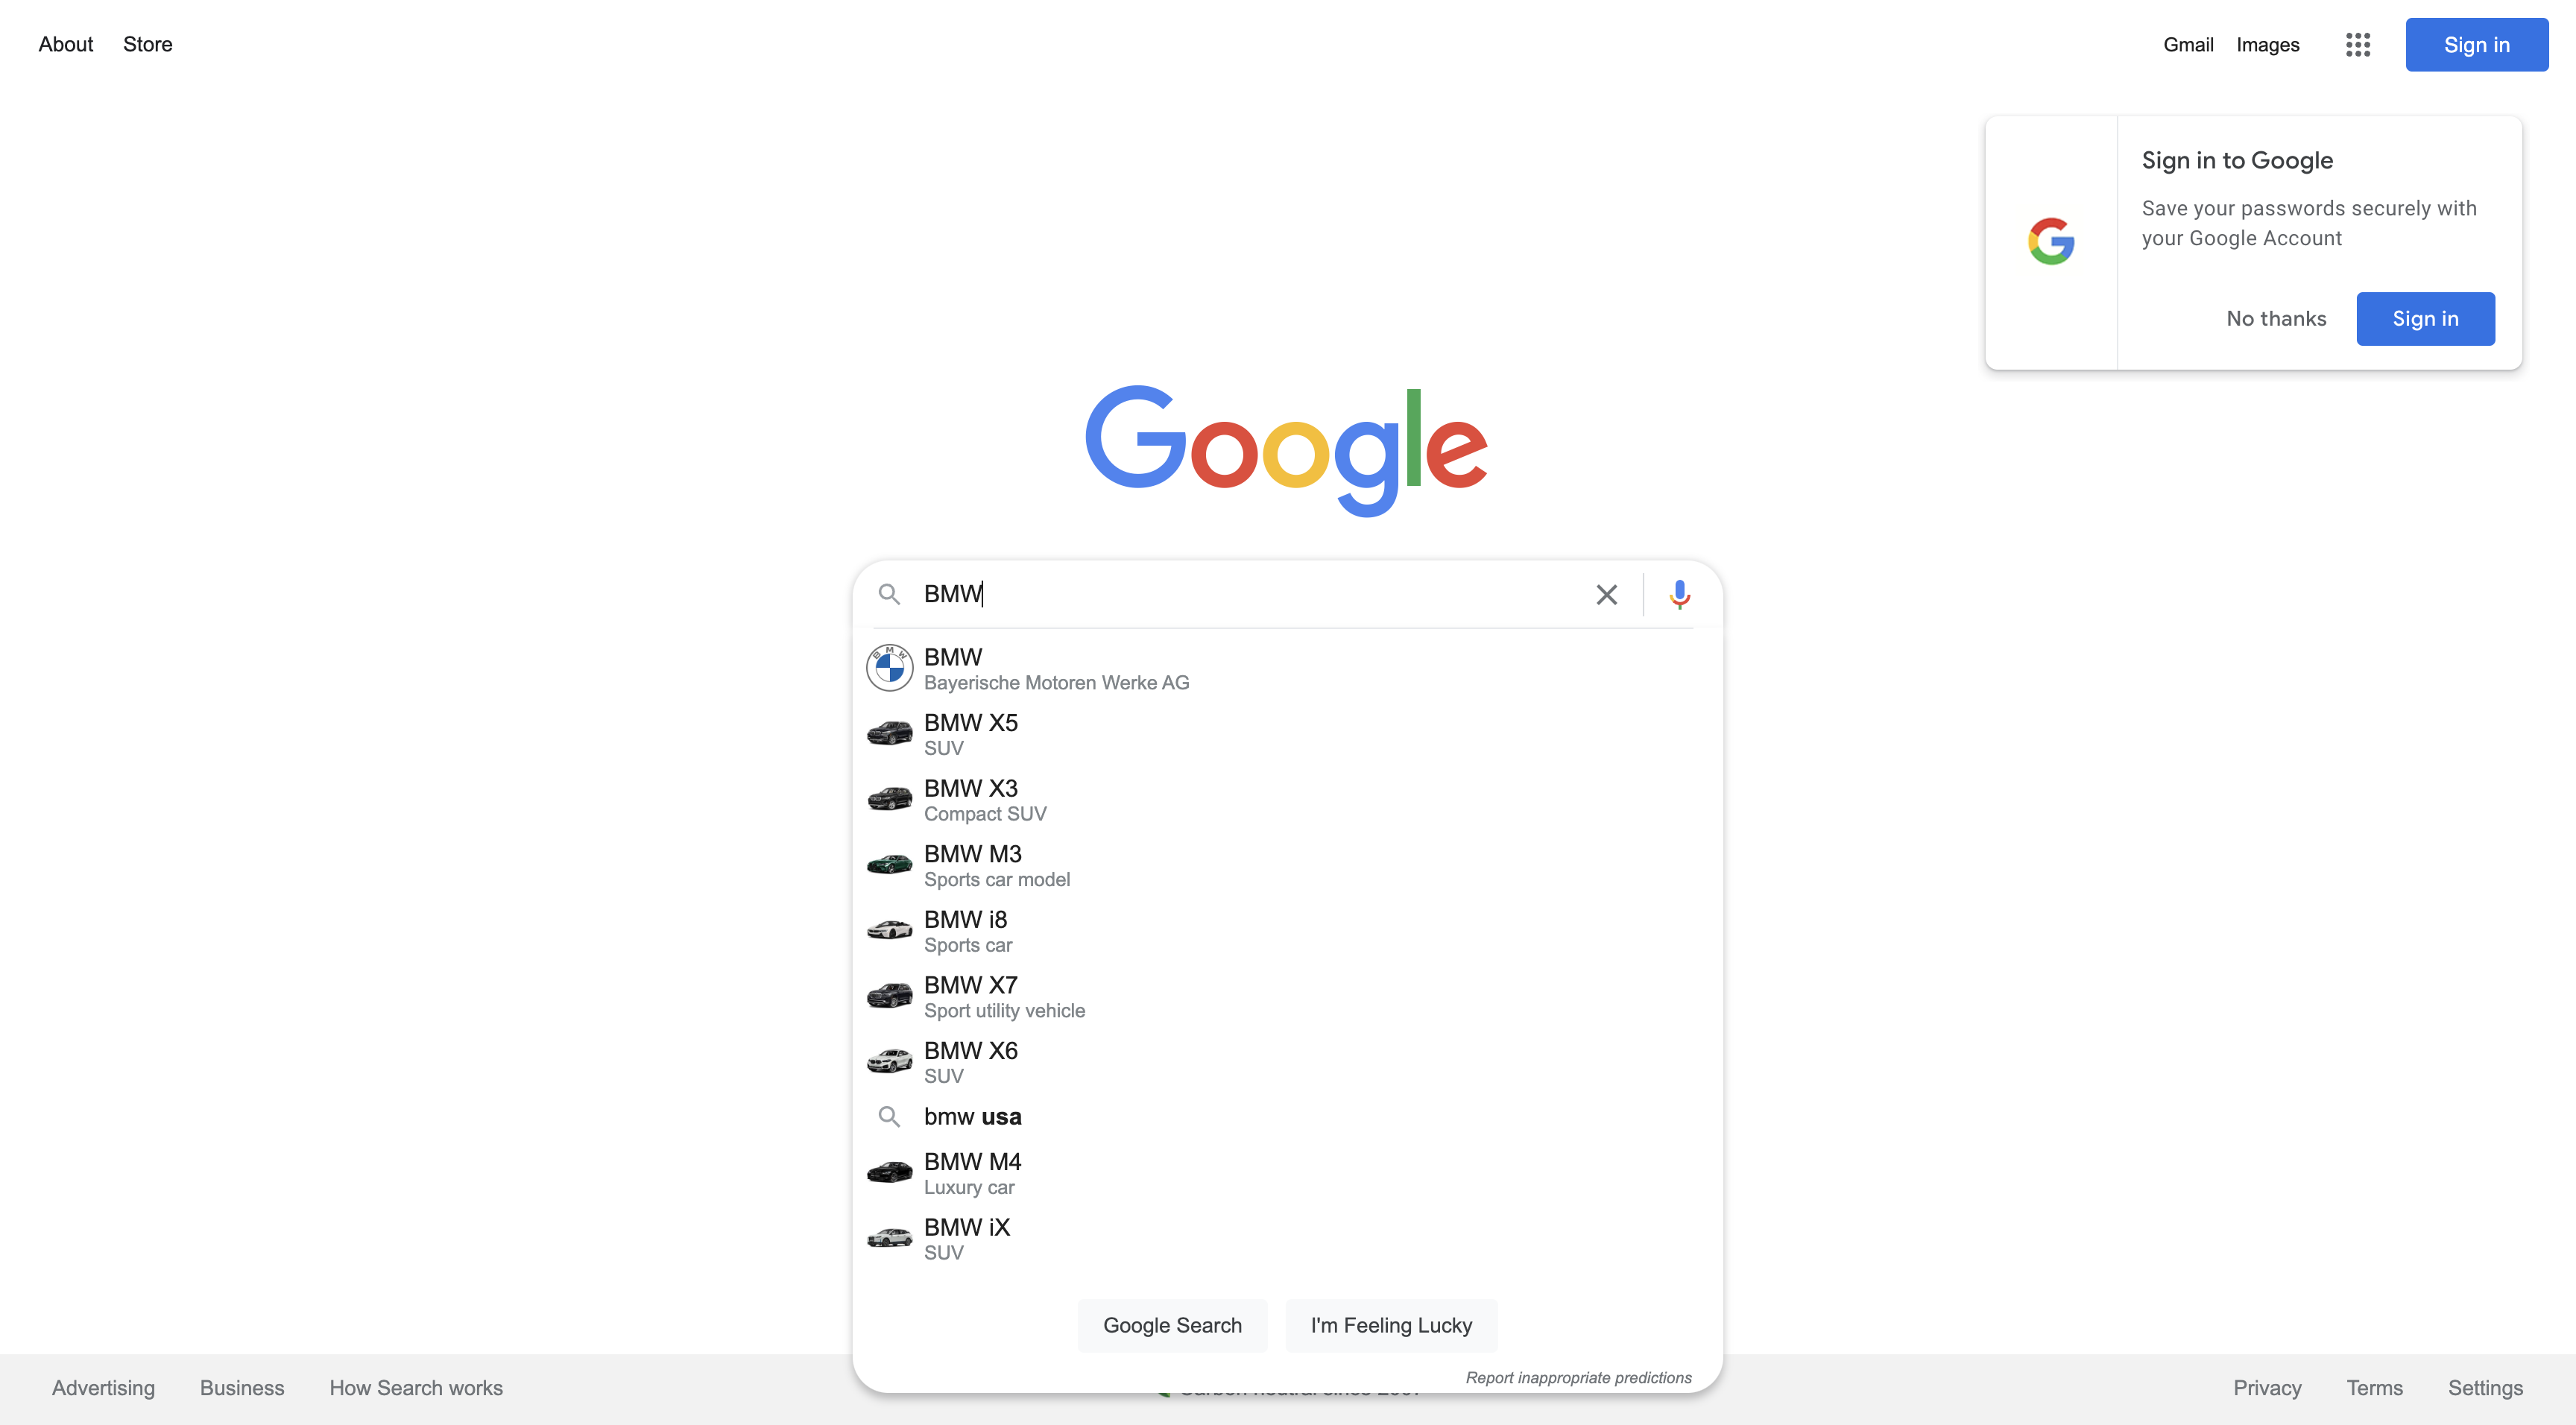 About Store Gmail Images Sign in
Sign in to Google
Save your passwords securely with
your Google Account
No thanks Sign in
Google
BMW
BMW
Bayerische Motoren Werke AG
BMW X5
SUV
BMW X3
Compact SUV
BMW M3
Sports car model
BMW i8
Sports car
BMW X7
Sport utility vehicle
BMW X6
SUV
bmw usa
BMW M4
Luxury car
BMW iX
SUV
Google Search I'm Feeling Lucky
Report inappropriate predictions
Advertising Business How Search works Privacy Terms Settings